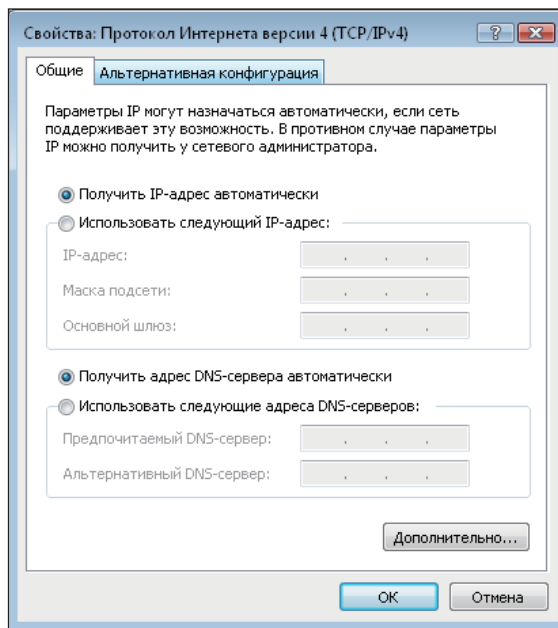 Свойства: Протокол Интернета версии 4 (TCP/IPv4)
Общие
Альтернативная конфигурация
Параметры IP могут назначаться автоматически, если сеть
поддерживает эту возможность. В противном случае параметры
IP можно получить у сетевого администратора.
Получить IP-адрес автоматически
Использовать следующий IP-адрес:
IP-адрес:
Маска подсети:
Основной шлюз:
Получить адрес DNS-сервера автоматически
Использовать следующие адреса DNS-серверов:
Предпочитаемый DNS-сервер:
Альтернативный DNS-сервер:
Дополнительно...
ОК
Отмена